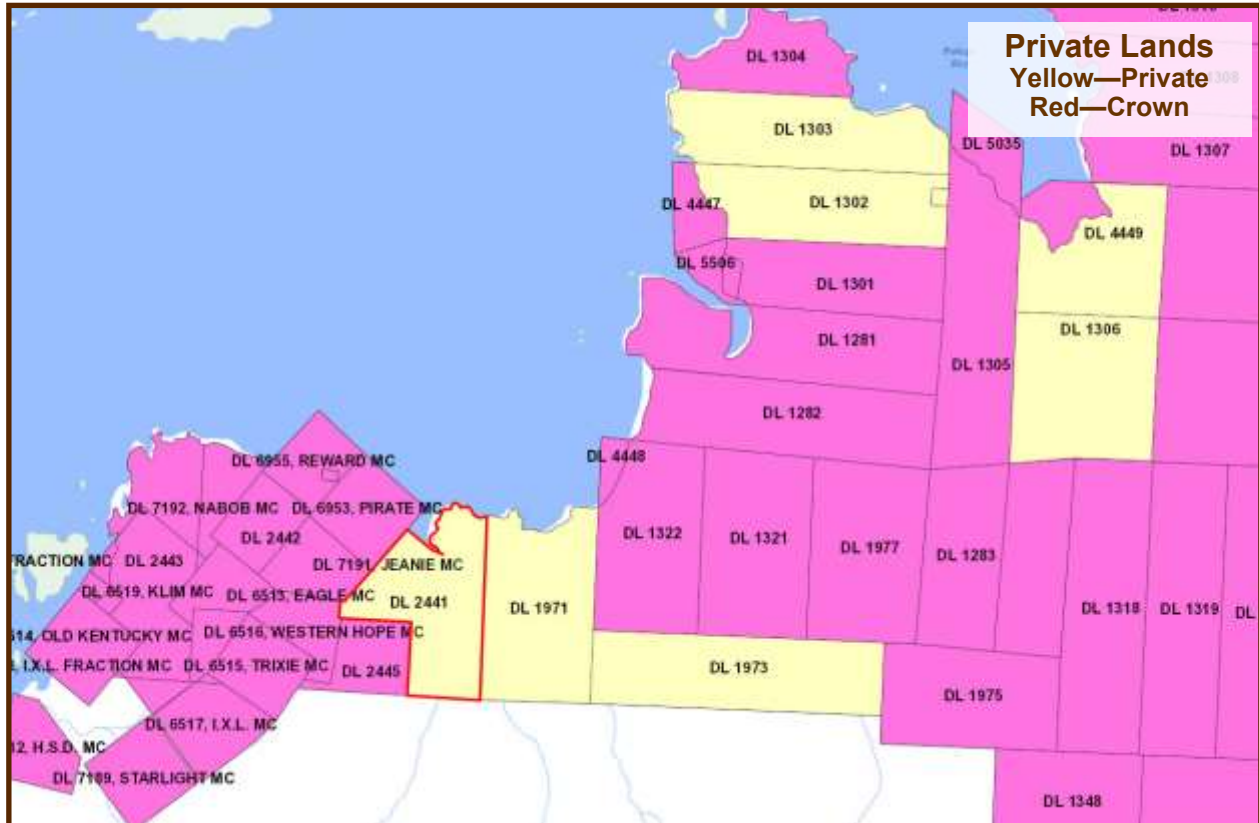 DL 1304
Private Lands
Yellow—Private
Red—Crown
DL 1303
DL 5035
DL 1307
DL 4447
DL 1302
DL 4449
DL 5506
DL 1301
DL 1306
DL 1281
DL 1305
DL 1282
DL 4448
DL 6955, REWARD MC
DL 7192, NABOB MC
DL 6953, PIRATE MC
DL 2442
DL 1322
DL 1321
DL 1977
DL 1283
FRACTION MC
DL 2443
DL 7191, JEANIE MC
DL 6519, KLIM MC
DL 6513, EAGLE MC
DL 2441
DL 1971
DL 1318
DL 1319
DL
514, OLD KENTUCKY MC
DL 6516, WESTERN HOPE MC
I.X.L. FRACTION MC
DL 6515, TRIXIE MC
DL 2445
DL 1973
DL 1975
DL 6517, I.X.L. MC
12, H.S.D. MC
DL 7189, STARLIGHT MC
DL 1348